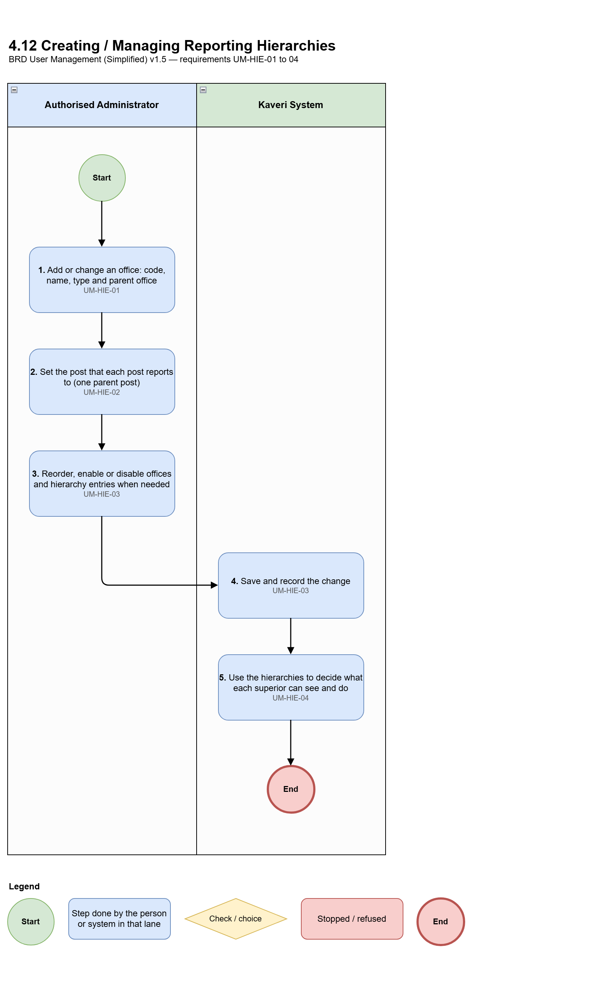 4.12 Creating / Managing Reporting Hierarchies
BRD User Management (Simplified) v1.5 — requirements UM-HIE-01 to 04
Authorised Administrator
Kaveri System
Start
1. Add or change an office: code,
name, type and parent office
UM-HIE-01
2. Set the post that each post reports
to (one parent post)
UM-HIE-02
3. Reorder, enable or disable offices
and hierarchy entries when needed
UM-HIE-03
4. Save and record the change
UM-HIE-03
5. Use the hierarchies to decide what
each superior can see and do
UM-HIE-04
End
Legend
Start
Step done by the person
or system in that lane
Check / choice
Stopped / refused
End